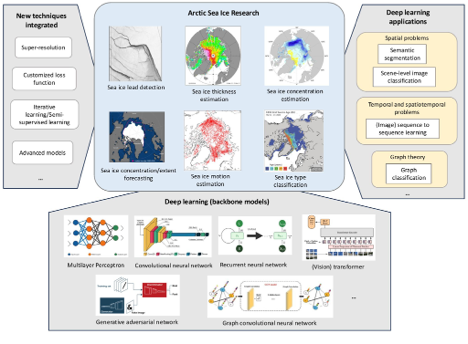 New techniques
integrated
Super-resolution
Customized loss
function
Iterative
learning/Semi-
supervised learning
Advanced models
...
Arctic Sea Ice Research
Sea ice lead detection
Sea ice thickness
estimation
Sea ice concentration
estimation
Sea ice concentration/extent
forecasting
Sea ice motion
estimation
Sea ice type
classification
Deep learning
applications
Spatial problems
Semantic
segmentation
Scene-level image
classification
Temporal and spatiotemporal
problems
(Image) sequence to
sequence learning
Graph theory
Graph
classification
...
Deep learning (backbone models)
Multilayer Perceptron
Convolutional neural network
Recurrent neural network
(Vision) transformer
Generative adversarial network
Graph convolutional neural network
...